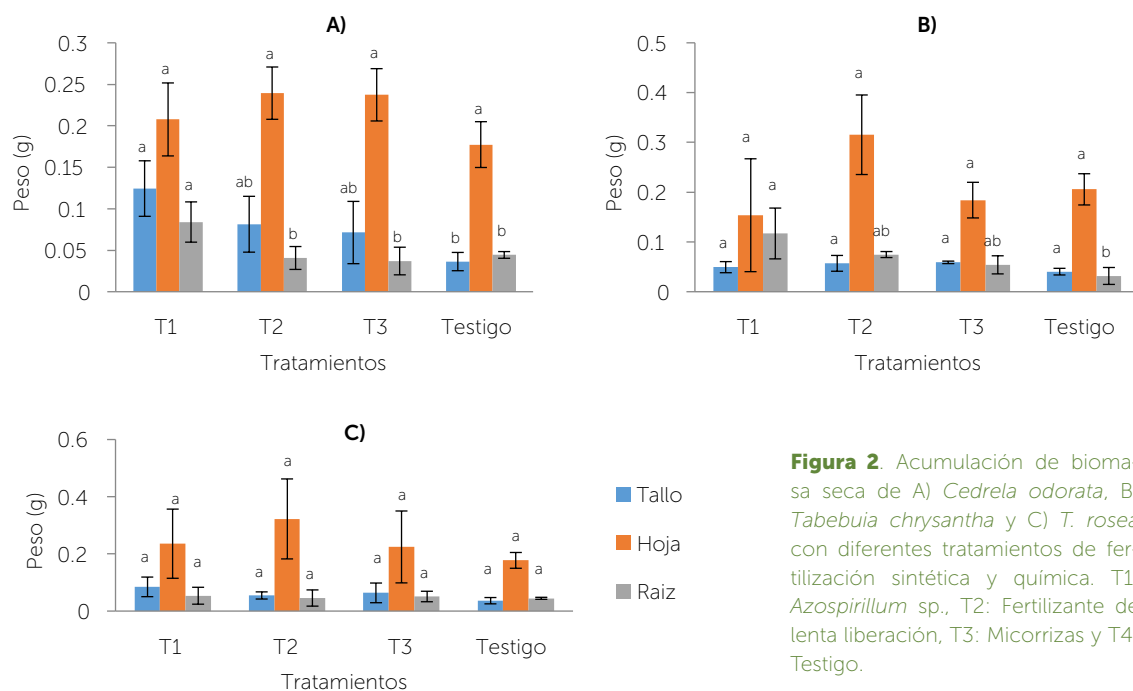 A)
0.3
0.25
0.2
0.15
0.1
0.05
0
Peso (g)
a a a
ab a b
ab a b
b a b
T1 T2 T3 Testigo
Tratamientos
B)
0.5
0.4
0.3
0.2
0.1
0
Peso (g)
a a a
a a ab
a a ab
a a b
T1 T2 T3 Testigo
Tratamientos
C)
0.6
0.4
0.2
0
Peso (g)
a a a
a a a
a a a
a a a
T1 T2 T3 Testigo
Tratamientos
Tallo
Hoja
Raiz
Figura 2. Acumulación de bioma-
sa seca de A) Cedrela odorata, B
Tabebuia chrysantha y C) T. rosea
con diferentes tratamientos de fer-
tilización sintética y química. T1
Azospirillum sp., T2: Fertilizante de
lenta liberación, T3: Micorrizas y T4
Testigo.